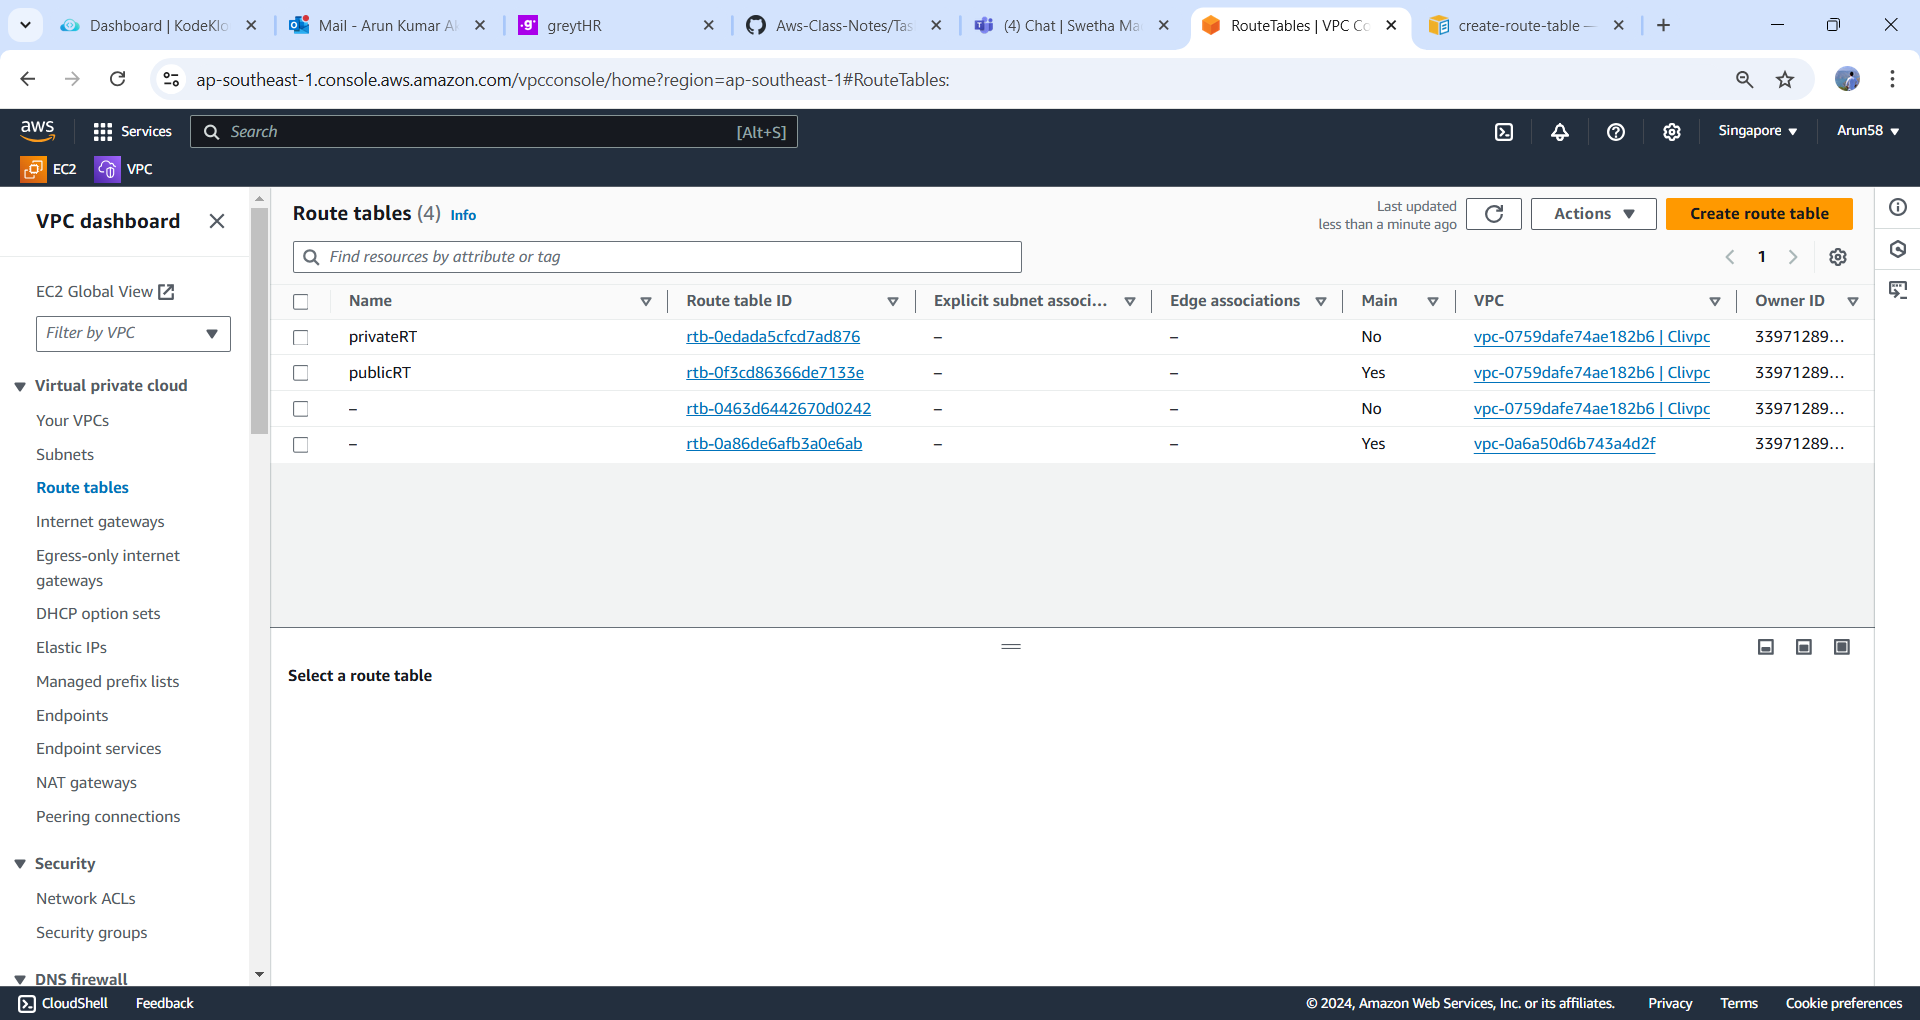 Dashboard | KodeKlo
Mail - Arun Kumar Ak
greytHR
Aws-Class-Notes/Tas
(4) Chat | Swetha Ma
RouteTables | VPC Co
create-route-table —
ap-southeast-1.console.aws.amazon.com/vpcconsole/home?region=ap-southeast-1#RouteTables:
aws
Services
Search
[Alt+S]
Singapore
Arun58
EC2
VPC
VPC dashboard
EC2 Global View
Filter by VPC
Virtual private cloud
Your VPCs
Subnets
Route tables
Internet gateways
Egress-only internet
gateways
DHCP option sets
Elastic IPs
Managed prefix lists
Endpoints
Endpoint services
NAT gateways
Peering connections
Security
Network ACLs
Security groups
DNS firewall
Route tables (4) Info
Last updated
less than a minute ago
Actions
Create route table
Find resources by attribute or tag
1
Name Route table ID Explicit subnet associ... Edge associations Main VPC Owner ID
privateRT rtb-0edada5cfcd7ad876 – – No vpc-0759dafe74ae182b6 | Clivpc 33971289...
publicRT rtb-0f3cd86366de7133e – – Yes vpc-0759dafe74ae182b6 | Clivpc 33971289...
– rtb-0463d6442670d0242 – – No vpc-0759dafe74ae182b6 | Clivpc 33971289...
– rtb-0a86de6afb3a0e6ab – – Yes vpc-0a6a50d6b743a4d2f 33971289...
Select a route table
CloudShell
Feedback
© 2024, Amazon Web Services, Inc. or its affiliates.
Privacy
Terms
Cookie preferences